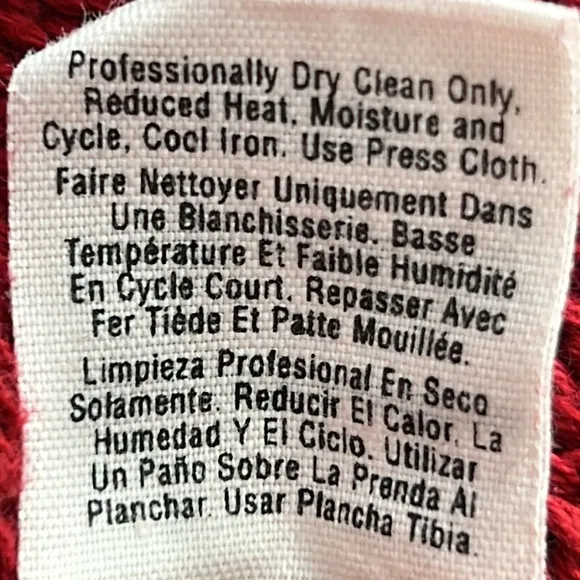 Professionally Dry Clean Only,
Reduced Heat, Moisture and
Cycle, Cool Iron. Use Press Cloth.
Faire Nettoyer Uniquement Dans
Une Blanchisserie. Basse
Température Et Faible Humidité
En Cycle Court. Repasser Avec
Fer Tiède Et Patte Mouillée.
Limpieza Profesional En Seco
Solamente. Reducir El Calor, La
Humedad Y El Ciclo. Utilizar
Un Paño Sobre La Prenda Al
Planchar. Usar Plancha Tibia.